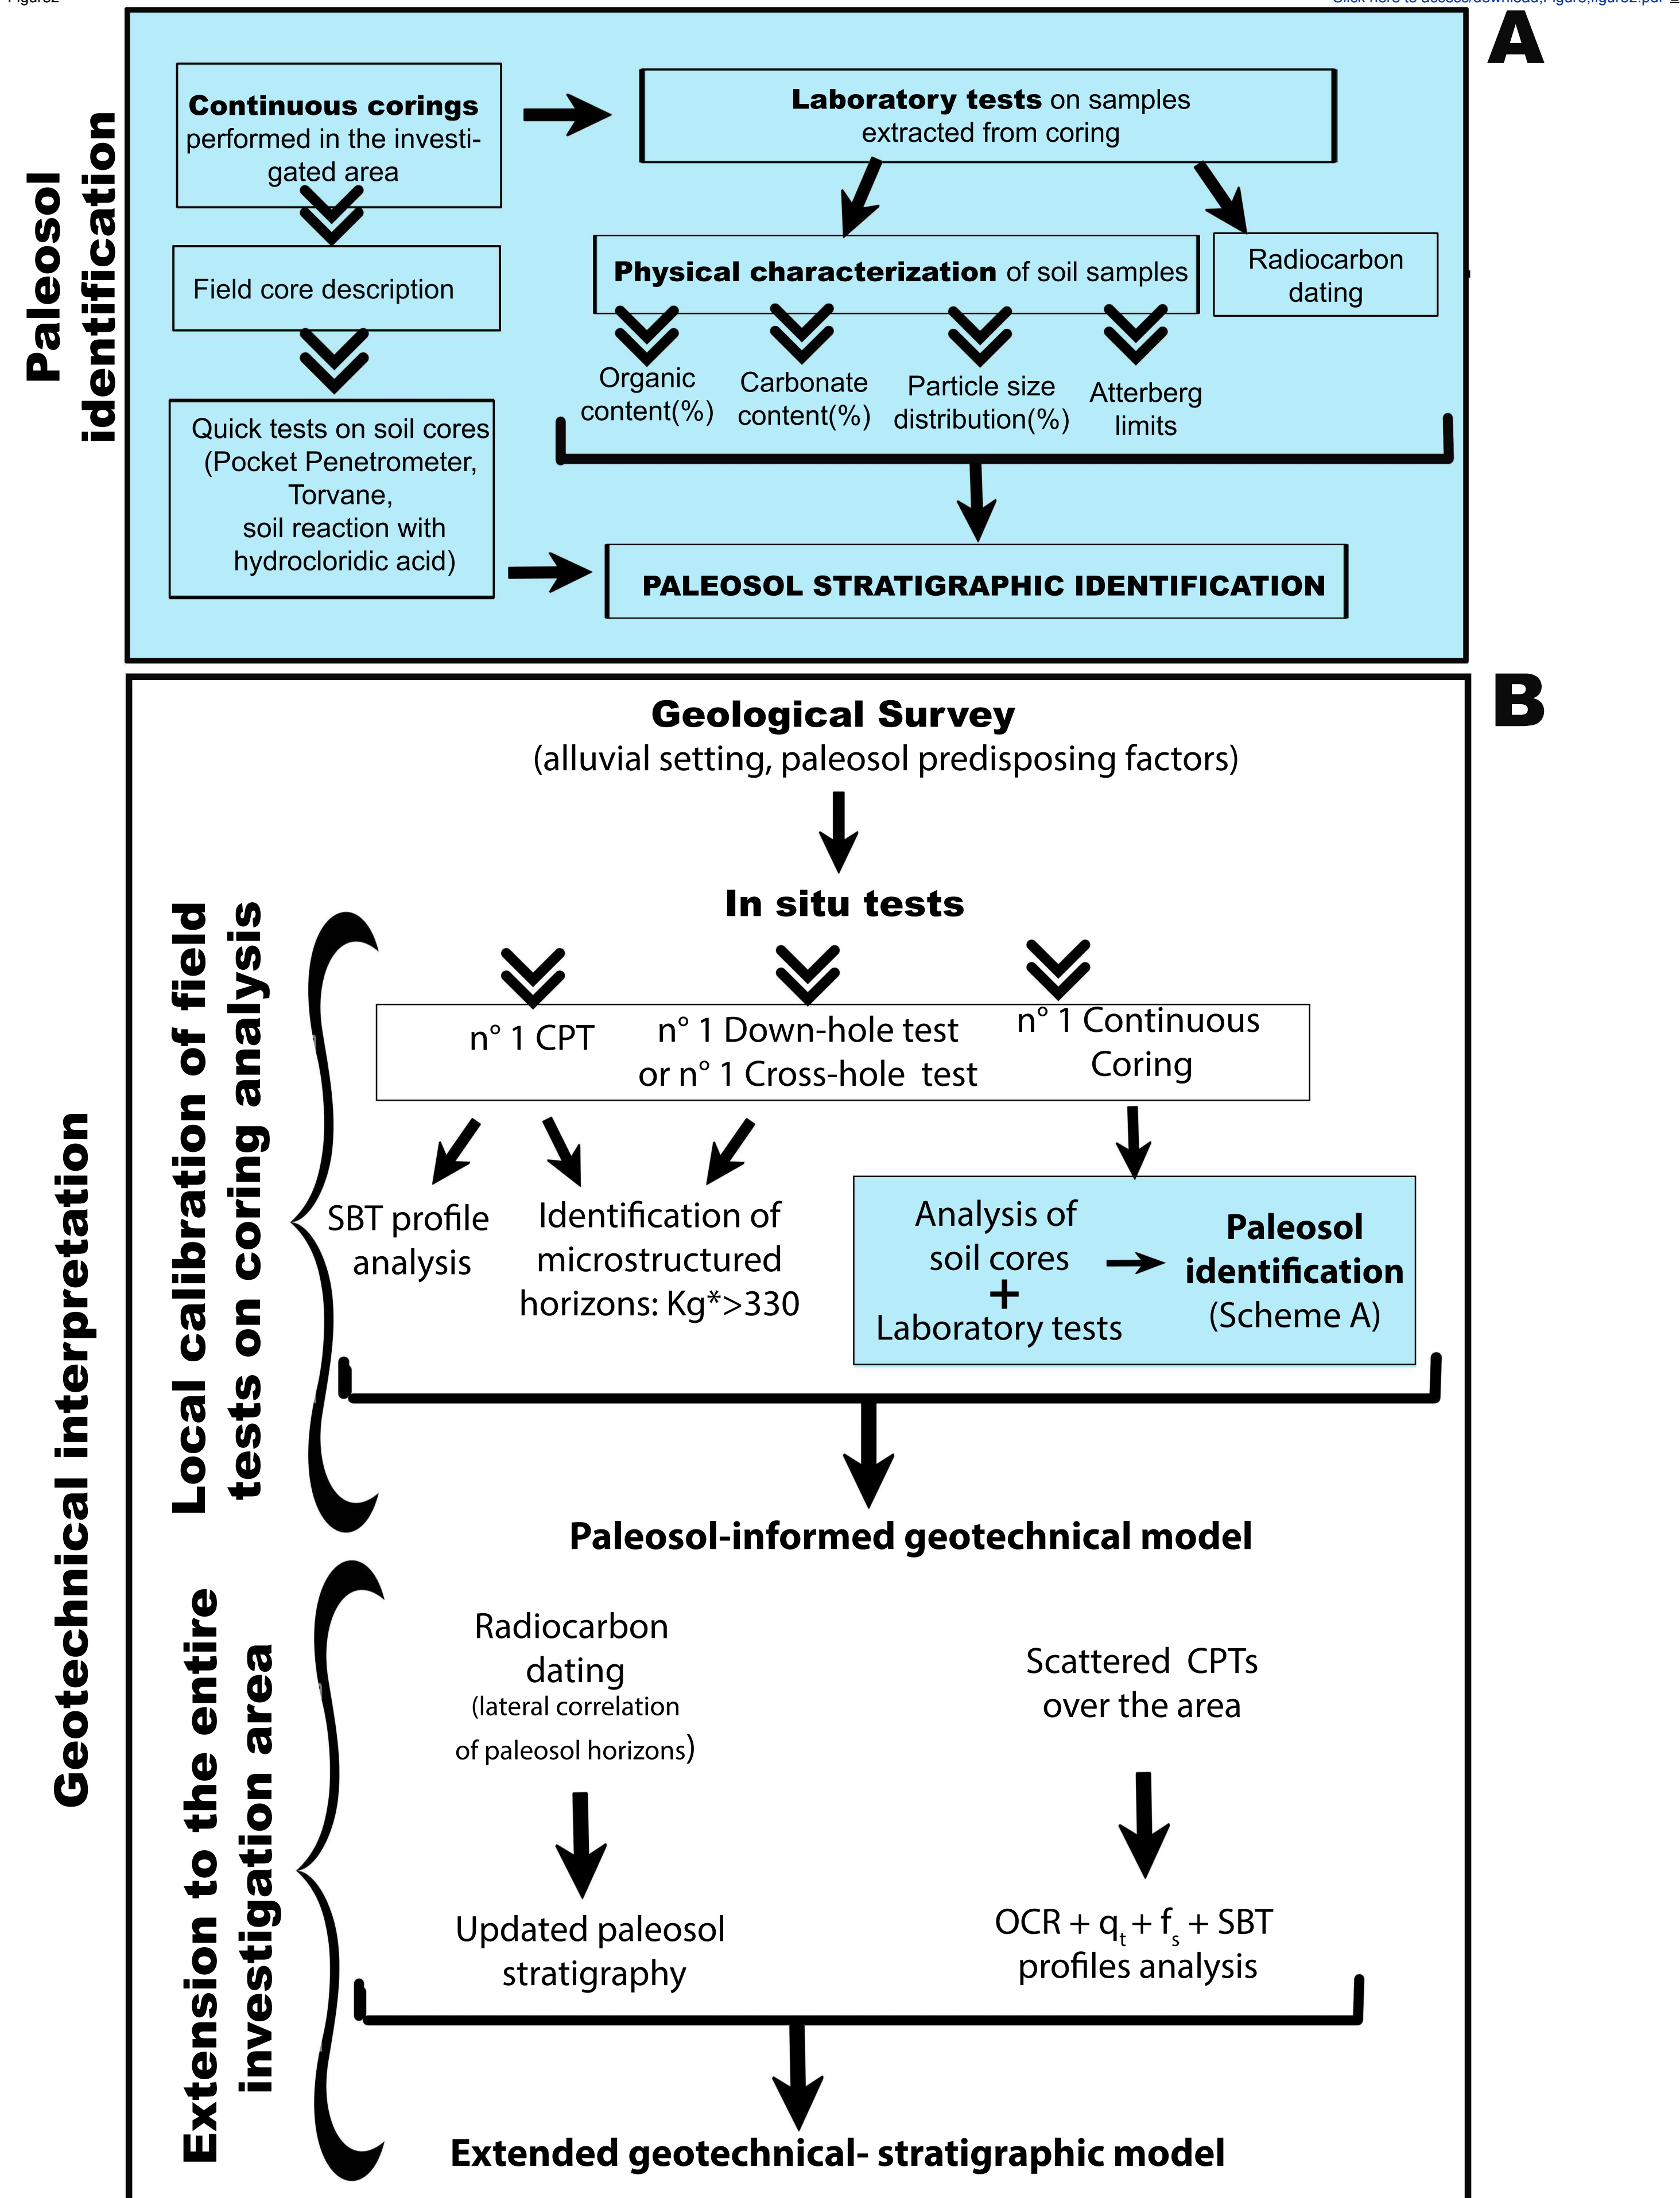 A
Paleosol
identification
Continuous corings
performed in the investi-
gated area
Laboratory tests on samples
extracted from coring
Field core description
Physical characterization of soil samples
Radiocarbon
dating
Organic
content(%)
Carbonate
content(%)
Particle size
distribution(%)
Atterberg
limits
Quick tests on soil cores
(Pocket Penetrometer,
Torvane,
soil reaction with
hydrocloridic acid)
PALEOSOL STRATIGRAPHIC IDENTIFICATION
B
Geotechnical interpretation
Geological Survey
(alluvial setting, paleosol predisposing factors)
In situ tests
Local calibration of field
tests on coring analysis
n° 1 CPT
n° 1 Down-hole test
or n° 1 Cross-hole test
n° 1 Continuous
Coring
SBT profile
analysis
Identification of
microstructured
horizons: Kg*>330
Analysis of
soil cores
+
Laboratory tests
Paleosol
identification
(Scheme A)
Paleosol-informed geotechnical model
Extension to the entire
investigation area
Radiocarbon
dating
(lateral correlation
of paleosol horizons)
Scattered CPTs
over the area
Updated paleosol
stratigraphy
OCR + qt + fs + SBT
profiles analysis
Extended geotechnical- stratigraphic model